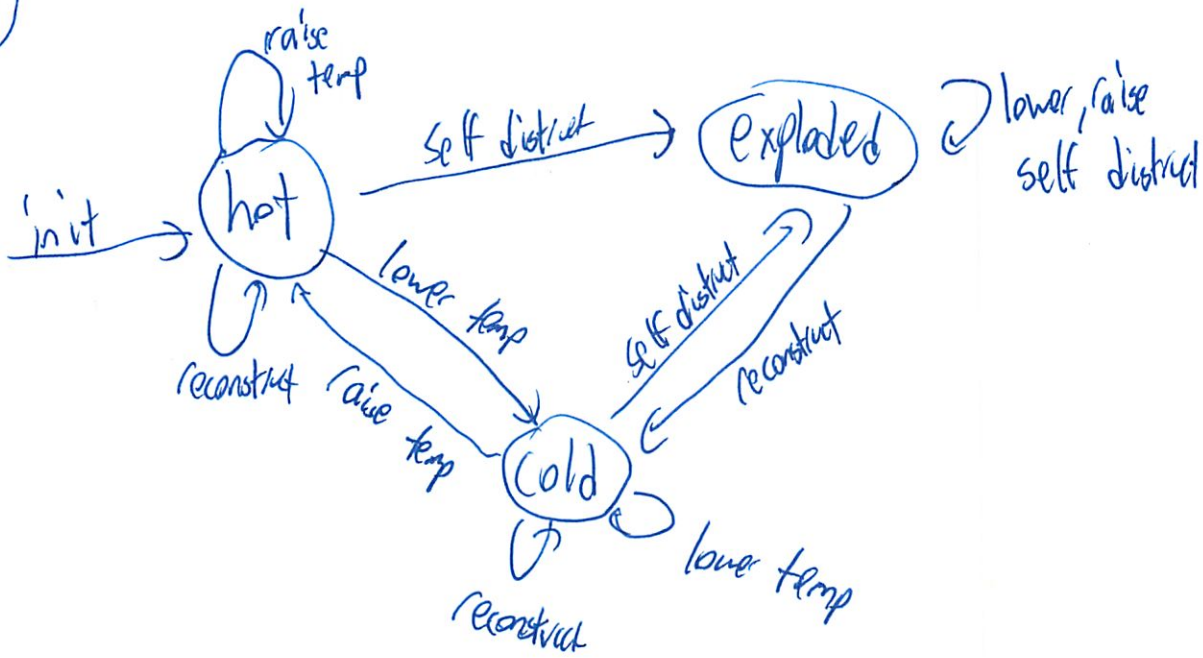 raise
temp
self distruct
exploded
lower, raise
self distruct
init
hot
lower temp
self distruct
reconstruct
reconstruct
raise
temp
cold
lower temp
reconstruct